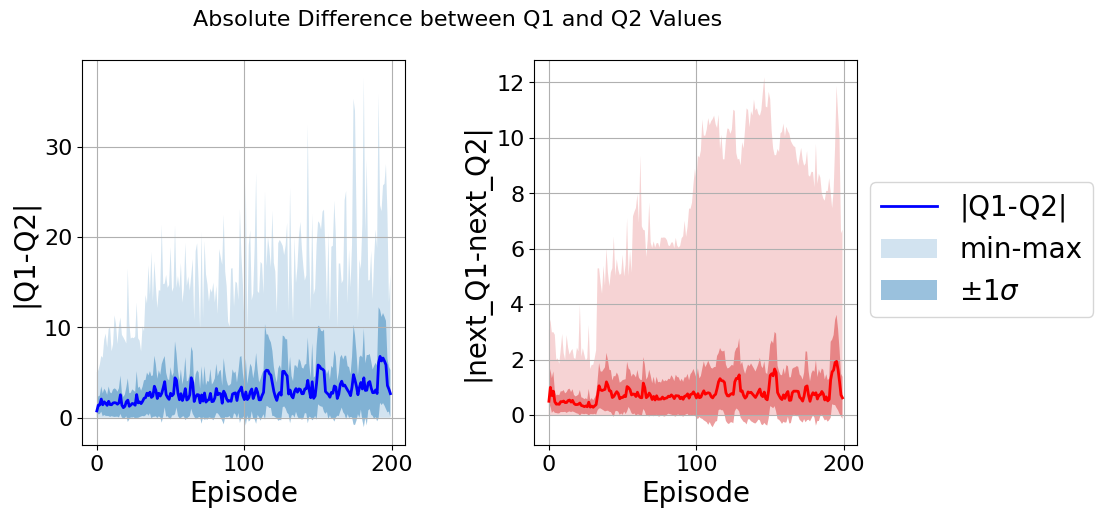 Absolute Difference between Q1 and Q2 Values
|Q1-Q2|
30
20
10
0
0
100
200
Episode
|next_Q1-next_Q2|
12
10
8
6
4
2
0
0
100
200
Episode
|Q1-Q2|
min-max
±1σ